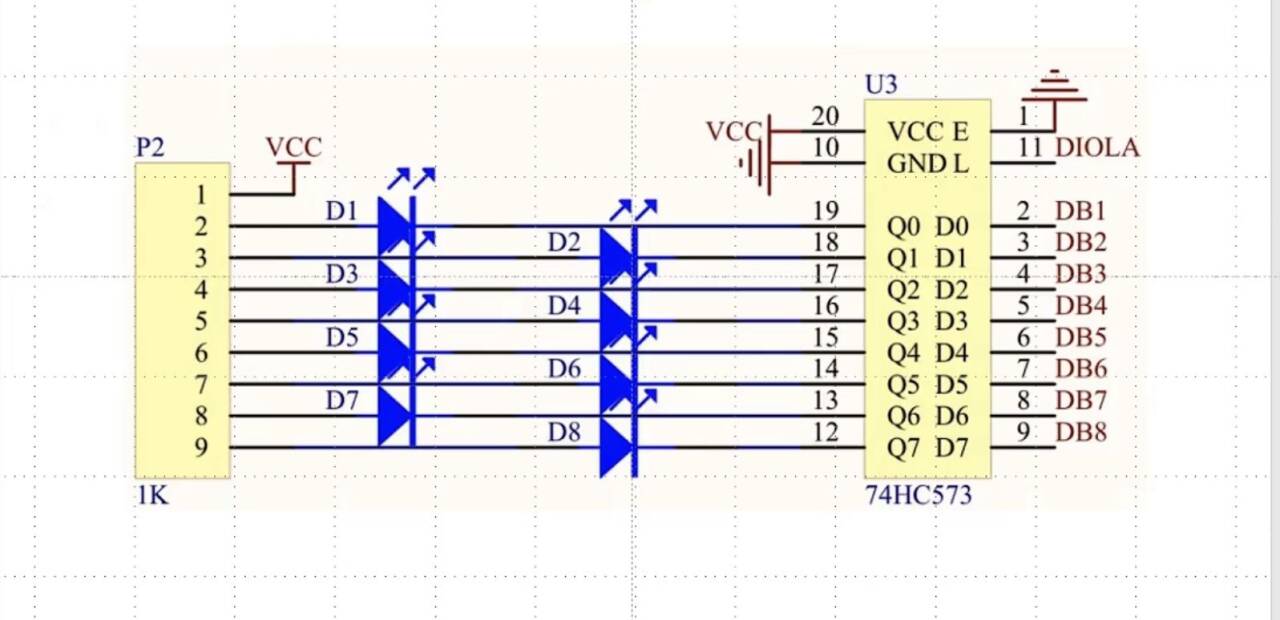 U3
20 VCC E 1
VCC
10 GND L 11 DIOLA
P2
VCC
1
2 D1 19 Q0 D0 2 DB1
3 D2 18 Q1 D1 3 DB2
4 D3 17 Q2 D2 4 DB3
5 D4 16 Q3 D3 5 DB4
6 D5 15 Q4 D4 6 DB5
7 D6 14 Q5 D5 7 DB6
8 D7 13 Q6 D6 8 DB7
9 D8 12 Q7 D7 9 DB8
1K
74HC573